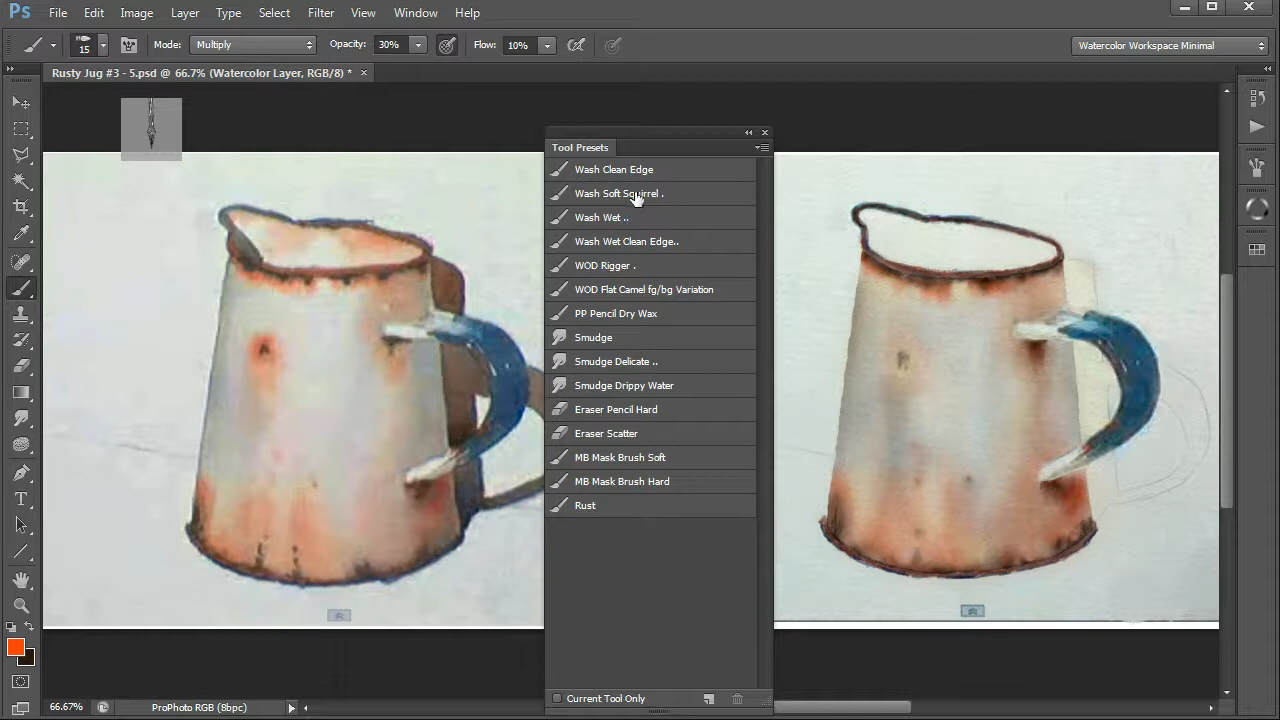 Ps File Edit Image Layer Type Select Filter View Window Help
15 Mode: Multiply Opacity: 30% Flow: 10% Watercolor Workspace Minimal
Rusty Jug #3 - 5.psd @ 66.7% (Watercolor Layer, RGB/8) * ×
Tool Presets
Wash Clean Edge
Wash Soft Squirrel .
Wash Wet ..
Wash Wet Clean Edge..
WOD Rigger .
WOD Flat Camel fg/bg Variation
PP Pencil Dry Wax
Smudge
Smudge Delicate ..
Smudge Drippy Water
Eraser Pencil Hard
Eraser Scatter
MB Mask Brush Soft
MB Mask Brush Hard
Rust
Current Tool Only
66.67% ProPhoto RGB (8bpc)